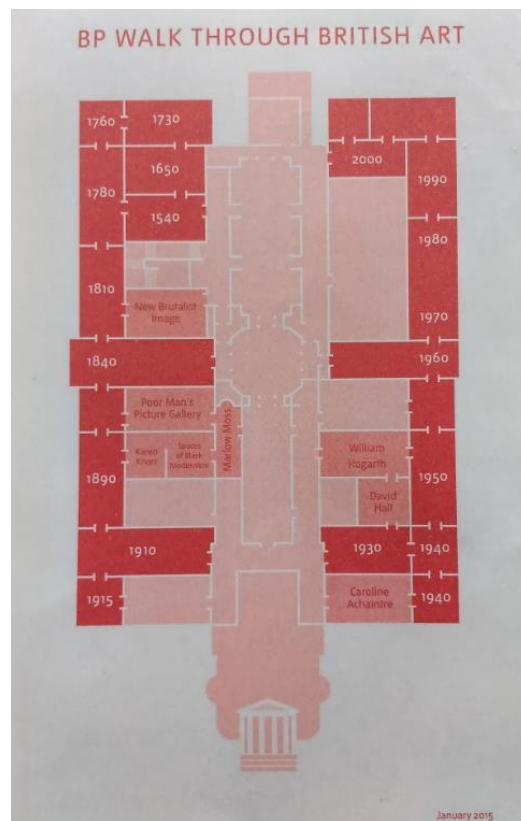 BP WALK THROUGH BRITISH ART
1760
1730
1650
1780
1540
1810
New Brutalist
Image
1840
Poor Man's
Picture Gallery
Karen
Knorr
Spaces
of Black
Modernism
Marlow Moss
1890
1910
1915
2000
1990
1980
1970
1960
William
Hogarth
1950
David
Hall
1930
1940
Caroline
Achaintre
1940
January 2015